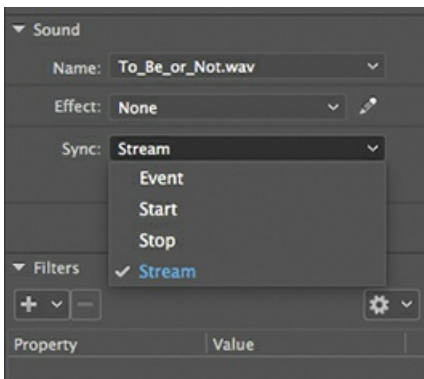 Sound
Name: To_Be_or_Not.wav
Effect: None
Sync: Stream
Event
Start
Stop
Stream
Filters
Property Value